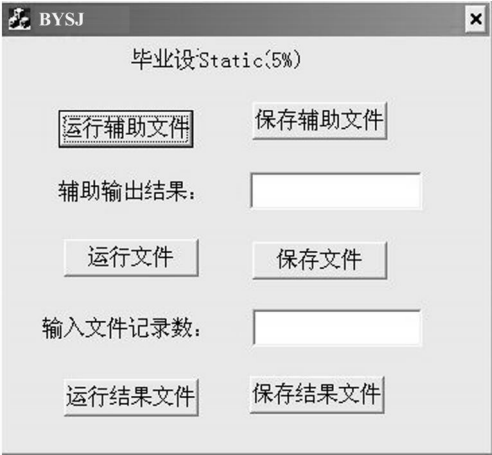 BYSJ
毕业设Static(5%)
运行辅助文件 保存辅助文件
辅助输出结果:
运行文件 保存文件
输入文件记录数:
运行结果文件 保存结果文件